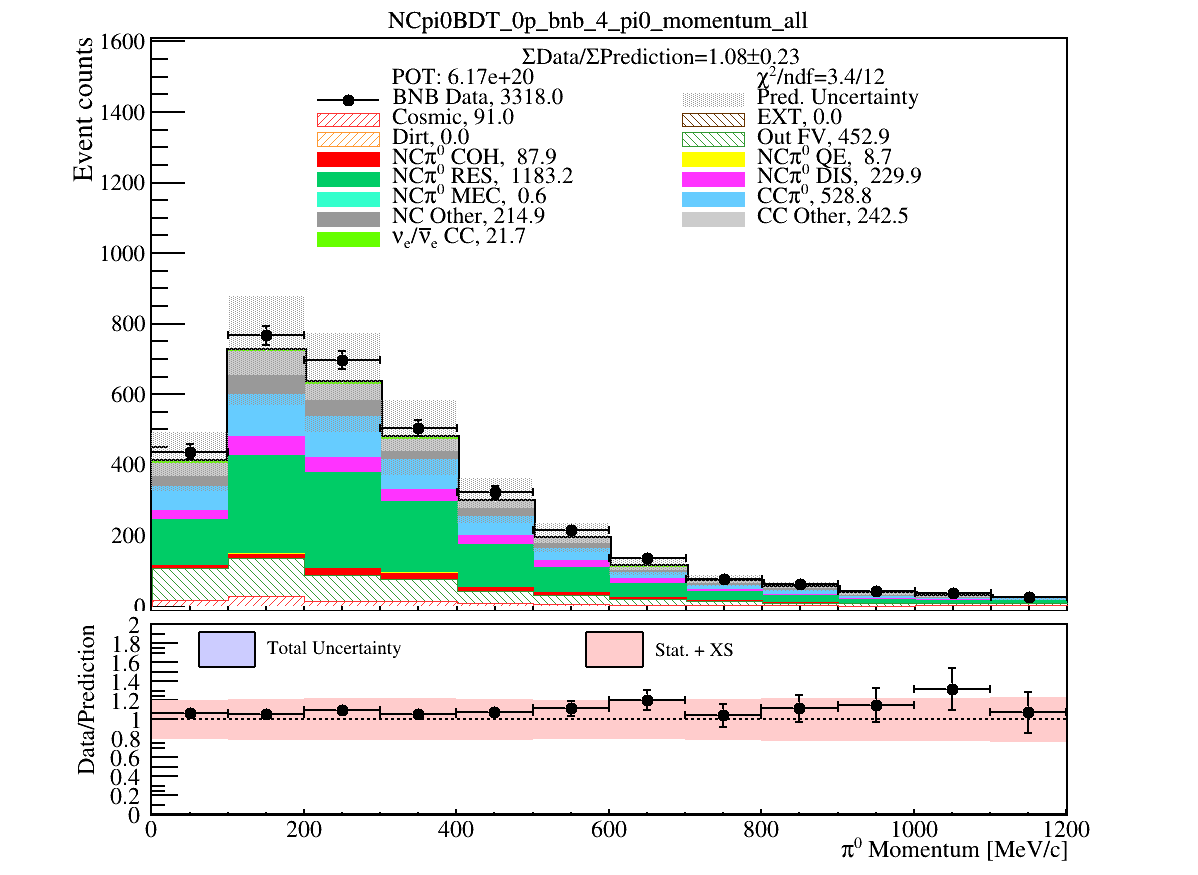 NCpi0BDT_0p_bnb_4_pi0_momentum_all
ΣData/ΣPrediction=1.08±0.23
POT: 6.17e+20
χ²/ndf=3.4/12
BNB Data, 3318.0
Pred. Uncertainty
Cosmic, 91.0
EXT, 0.0
Dirt, 0.0
Out FV, 452.9
NCπ⁰ COH, 87.9
NCπ⁰ QE, 8.7
NCπ⁰ RES, 1183.2
NCπ⁰ DIS, 229.9
NCπ⁰ MEC, 0.6
CCπ⁰, 528.8
NC Other, 214.9
CC Other, 242.5
νₑ/ν̅ₑ CC, 21.7
Event counts
1600
1400
1200
1000
800
600
400
200
0
Total Uncertainty
Stat. + XS
Data/Prediction
2
1.8
1.6
1.4
1.2
1
0.8
0.6
0.4
0.2
0
0 200 400 600 800 1000 1200
π⁰ Momentum [MeV/c]